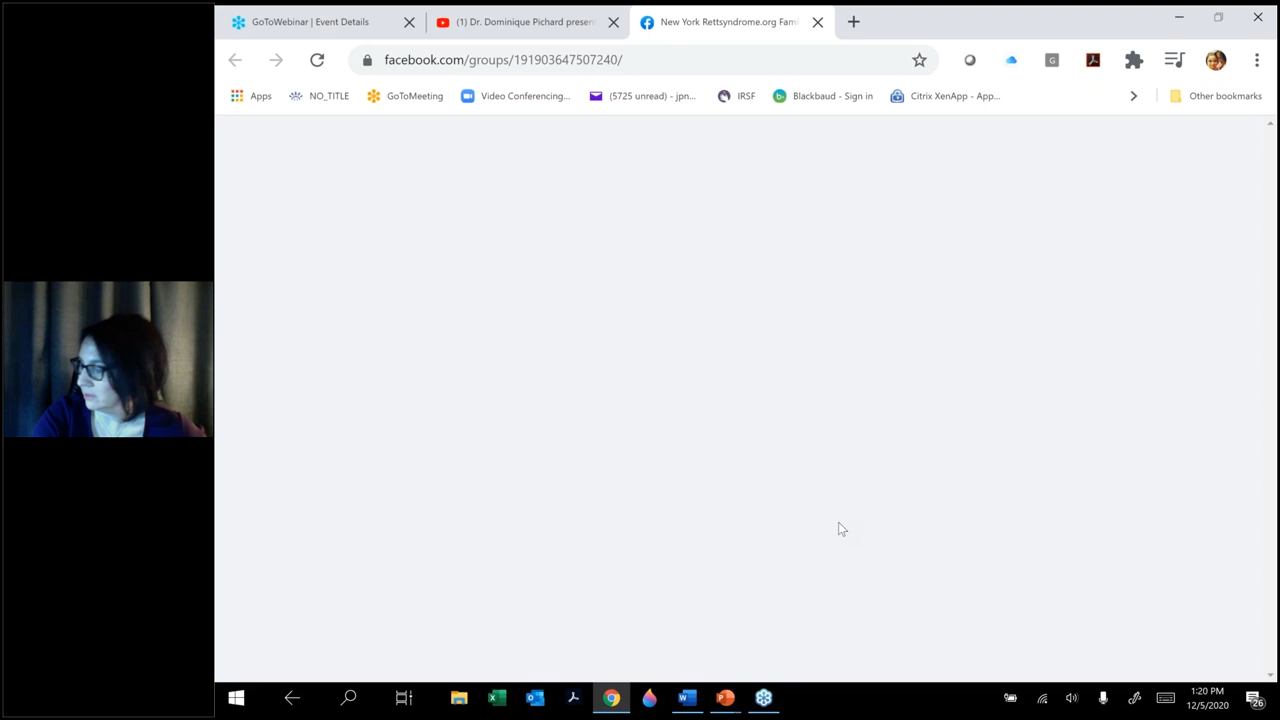 GoToWebinar | Event Details
(1) Dr. Dominique Pichard presen
New York Rettsyndrome.org Fami
facebook.com/groups/191903647507240/
G
Apps
NO_TITLE
GoToMeeting
Video Conferencing...
(5725 unread) - jpn...
IRSF
Blackbaud - Sign in
Citrix XenApp - App...
Other bookmarks
1:20 PM
12/5/2020
26